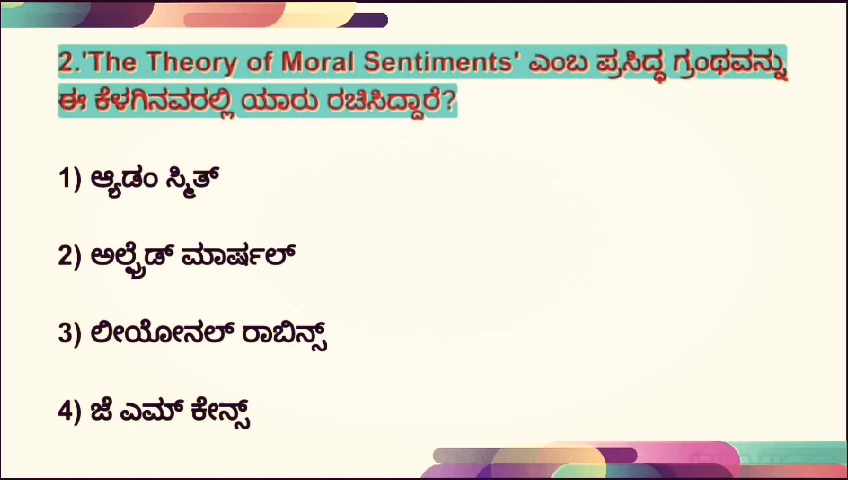 2.'The Theory of Moral Sentiments' ಎಂಬ ಪ್ರಸಿದ್ಧ ಗ್ರಂಥವನ್ನು
ಈ ಕೆಳಗಿನವರಲ್ಲಿ ಯಾರು ರಚಿಸಿದ್ದಾರೆ?
1) ಆ್ಯಡಂ ಸ್ಮಿತ್
2) ಅಲ್ಫ್ರೆಡ್ ಮಾರ್ಷಲ್
3) ಲೀಯೋನಲ್ ರಾಬಿನ್ಸ್
4) ಜೆ ಎಮ್ ಕೇನ್ಸ್